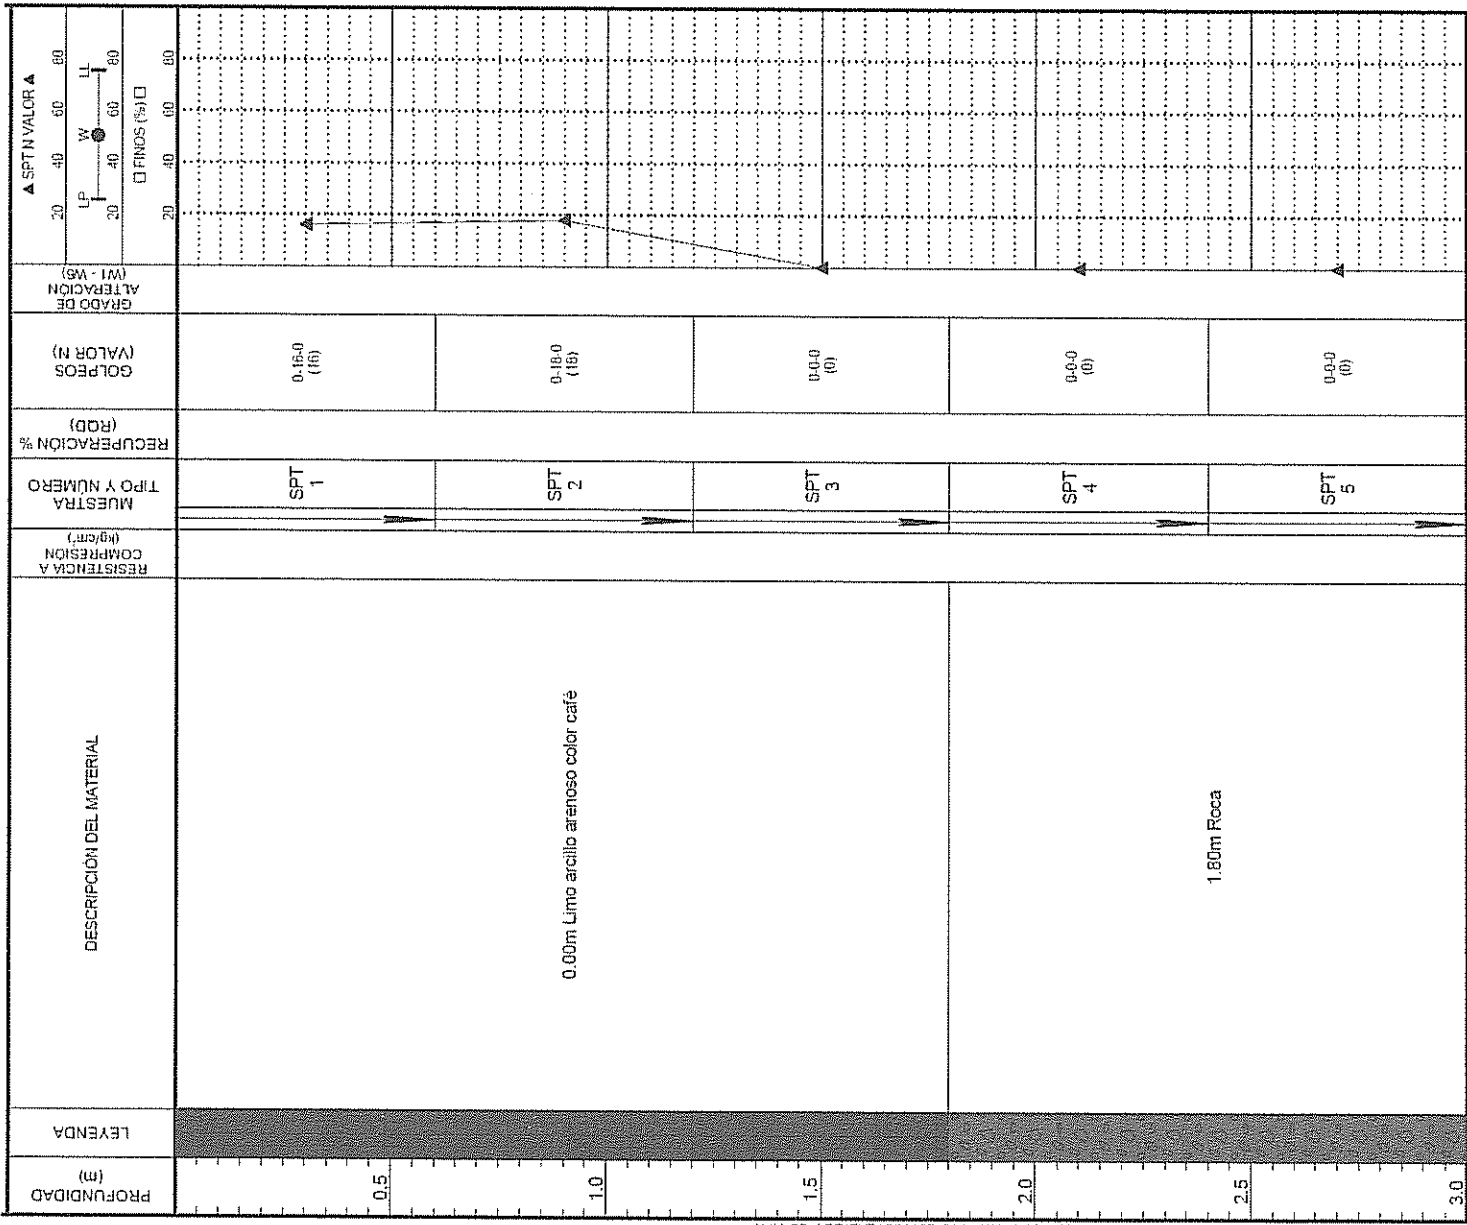 PROFUNDIDAD
(m)
LEYENDA
DESCRIPCIÓN DEL MATERIAL
RESISTENCIA A
COMPRESIÓN
(kg/cm²)
MUESTRA
TIPO Y NÚMERO
RECUPERACIÓN %
(RQD)
GOLPEOS
(VALOR N)
GRADO DE
ALTERACIÓN
(W1 - W6)
▲ SPT N VALOR ▲
20 40 60 80
LP W LL
20 40 60 80
□ FINOS (%) □
20 40 60 80
0.00m Limo arcillo arenoso color café
SPT
1
0-16-0
(16)
0.5
SPT
2
0-18-0
(18)
1.0
SPT
3
0-0-0
(0)
1.5
1.80m Roca
SPT
4
0-0-0
(0)
2.0
SPT
5
0-0-0
(0)
2.5
3.0